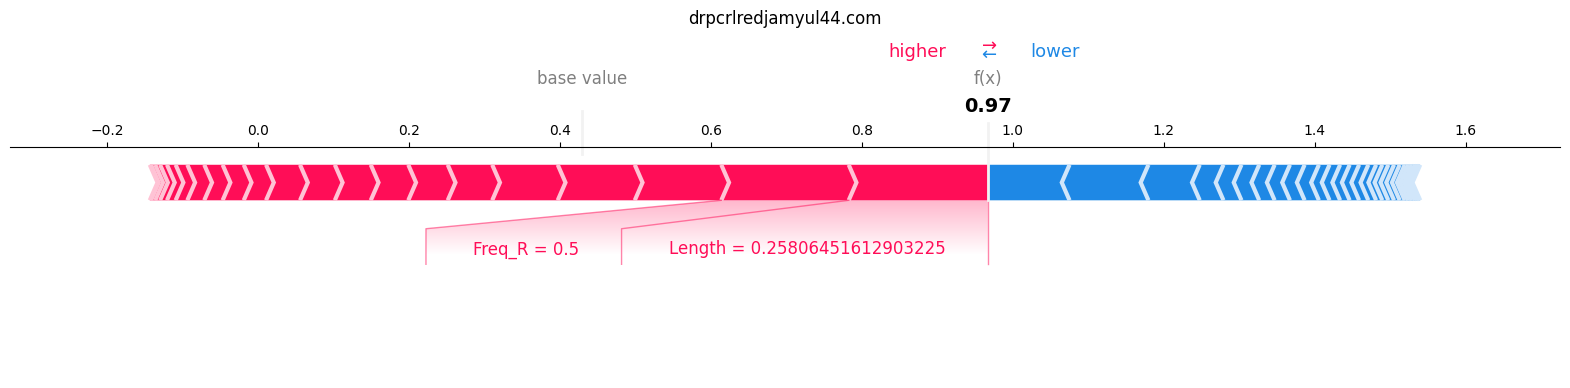 drpcrlredjamyul44.com
higher ⇄ lower
base value f(x)
0.97
−0.2 0.0 0.2 0.4 0.6 0.8 1.0 1.2 1.4 1.6
Freq_R = 0.5 Length = 0.25806451612903225